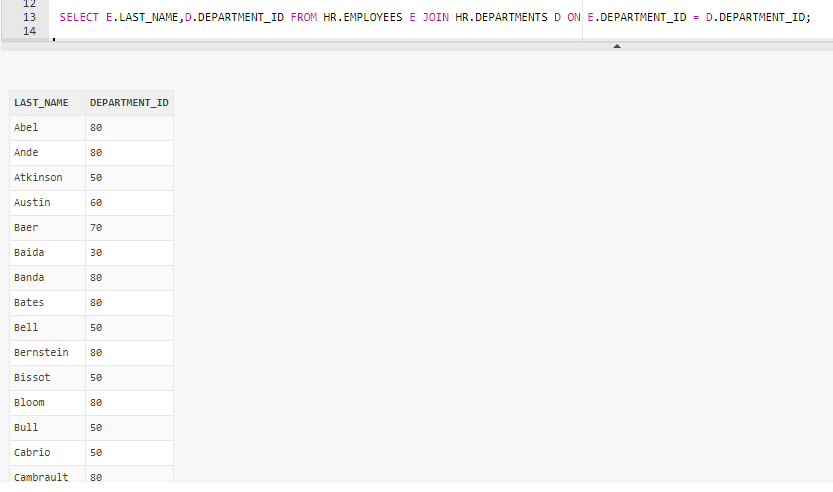 12
13 SELECT E.LAST_NAME,D.DEPARTMENT_ID FROM HR.EMPLOYEES E JOIN HR.DEPARTMENTS D ON E.DEPARTMENT_ID = D.DEPARTMENT_ID;
14
LAST_NAME DEPARTMENT_ID
Abel 80
Ande 80
Atkinson 50
Austin 60
Baer 70
Baida 30
Banda 80
Bates 80
Bell 50
Bernstein 80
Bissot 50
Bloom 80
Bull 50
Cabrio 50
Cambrault 80